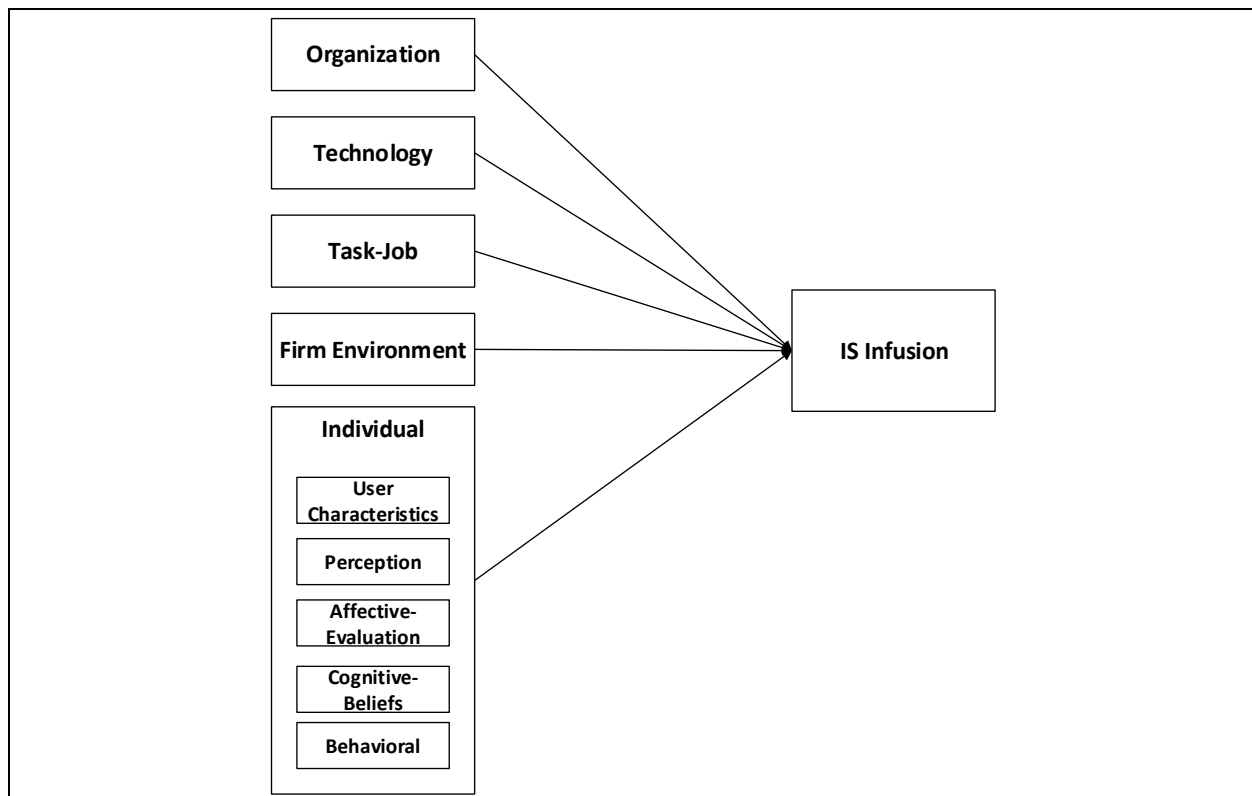 Organization
Technology
Task-Job
Firm Environment
IS Infusion
Individual
User
Characteristics
Perception
Affective-
Evaluation
Cognitive-
Beliefs
Behavioral